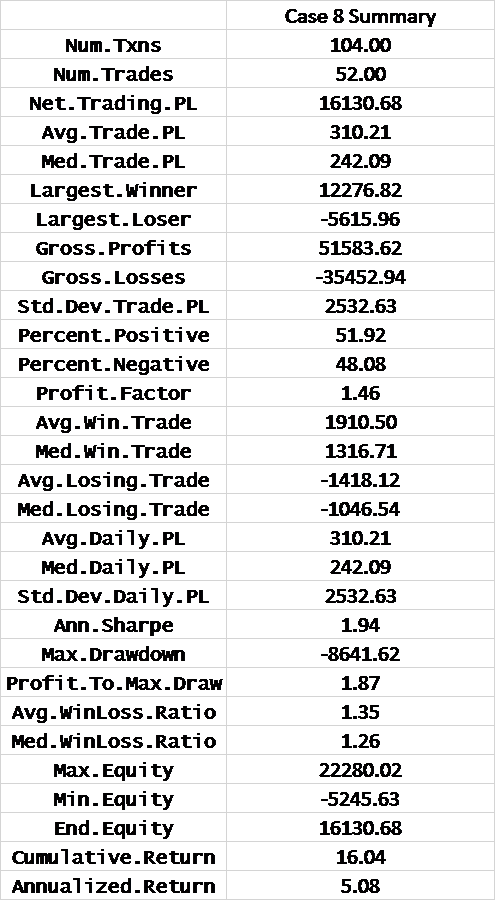 Case 8 Summary
Num.Txns 104.00
Num.Trades 52.00
Net.Trading.PL 16130.68
Avg.Trade.PL 310.21
Med.Trade.PL 242.09
Largest.Winner 12276.82
Largest.Loser -5615.96
Gross.Profits 51583.62
Gross.Losses -35452.94
Std.Dev.Trade.PL 2532.63
Percent.Positive 51.92
Percent.Negative 48.08
Profit.Factor 1.46
Avg.Win.Trade 1910.50
Med.Win.Trade 1316.71
Avg.Losing.Trade -1418.12
Med.Losing.Trade -1046.54
Avg.Daily.PL 310.21
Med.Daily.PL 242.09
Std.Dev.Daily.PL 2532.63
Ann.Sharpe 1.94
Max.Drawdown -8641.62
Profit.To.Max.Draw 1.87
Avg.WinLoss.Ratio 1.35
Med.WinLoss.Ratio 1.26
Max.Equity 22280.02
Min.Equity -5245.63
End.Equity 16130.68
Cumulative.Return 16.04
Annualized.Return 5.08